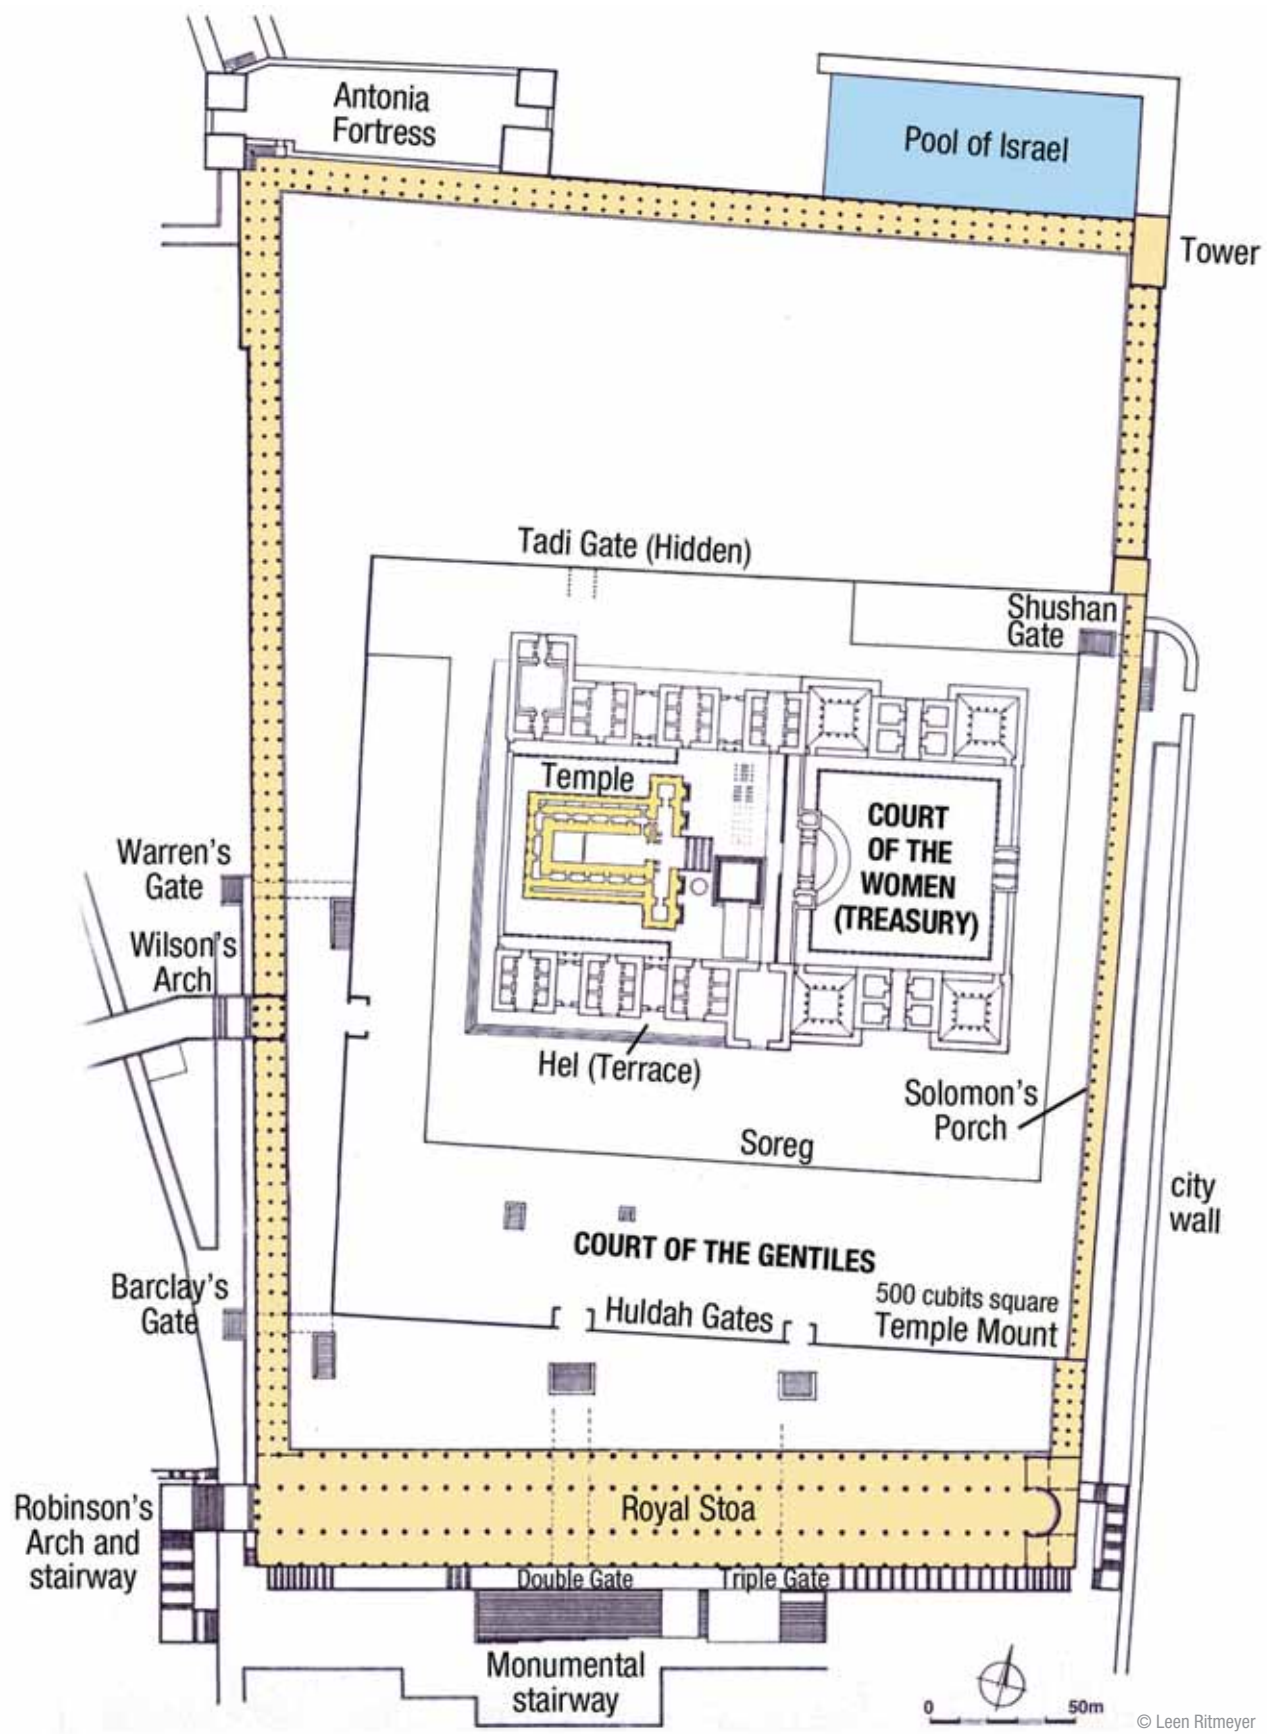 Antonia
Fortress
Pool of Israel
Tower
Tadi Gate (Hidden)
Shushan
Gate
Temple
COURT
OF THE
WOMEN
(TREASURY)
Warren's
Gate
Wilson's
Arch
Hel (Terrace)
Solomon's
Porch
Soreg
city
wall
COURT OF THE GENTILES
Barclay's
Gate
500 cubits square
Temple Mount
Huldah Gates
Robinson's
Arch and
stairway
Royal Stoa
Double Gate
Triple Gate
Monumental
stairway
0
50m
© Leen Ritmeyer